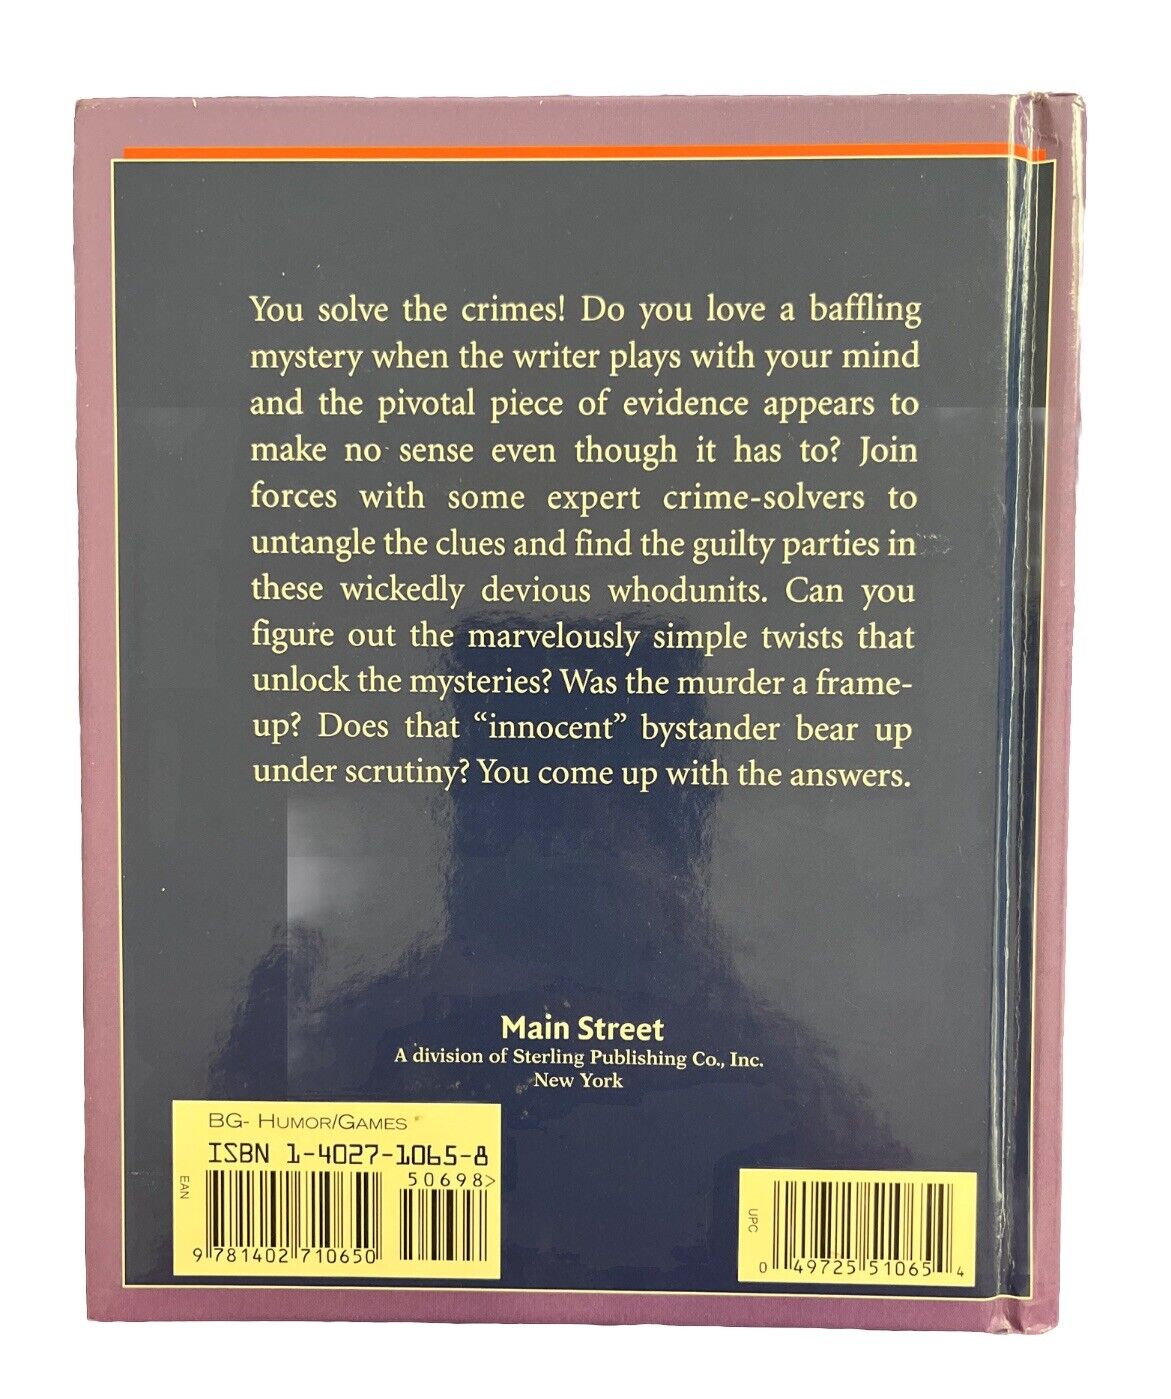 You solve the crimes! Do you love a baffling
mystery when the writer plays with your mind
and the pivotal piece of evidence appears to
make no sense even though it has to? Join
forces with some expert crime-solvers to
untangle the clues and find the guilty parties in
these wickedly devious whodunits. Can you
figure out the marvelously simple twists that
unlock the mysteries? Was the murder a frame-
up? Does that “innocent” bystander bear up
under scrutiny? You come up with the answers.
Main Street
A division of Sterling Publishing Co., Inc.
New York
BG- HUMOR/GAMES
ISBN 1-4027-1065-8
50698>
EAN
9 781402 710650
UPC
0 49725 51065 4